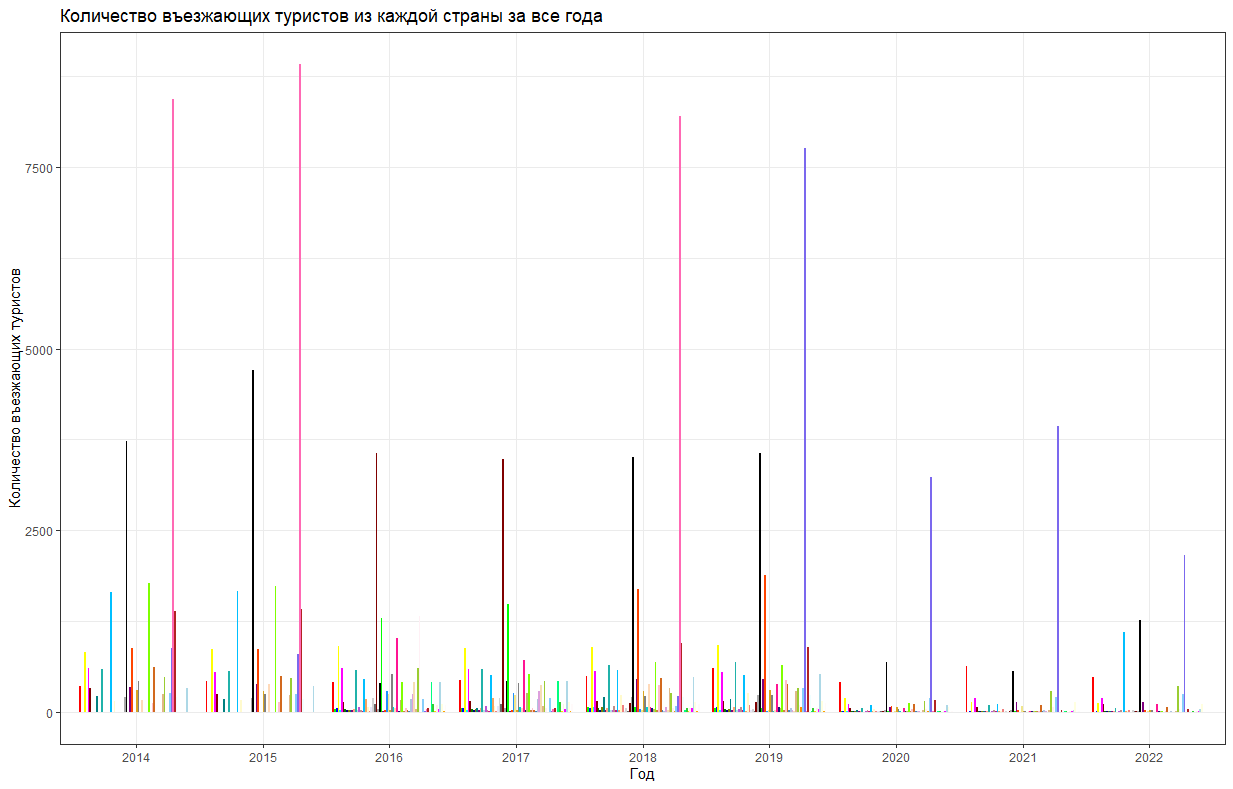 Количество въезжающих туристов из каждой страны за все года
Количество въезжающих туристов
7500
5000
2500
0
2014 2015 2016 2017 2018 2019 2020 2021 2022
Год